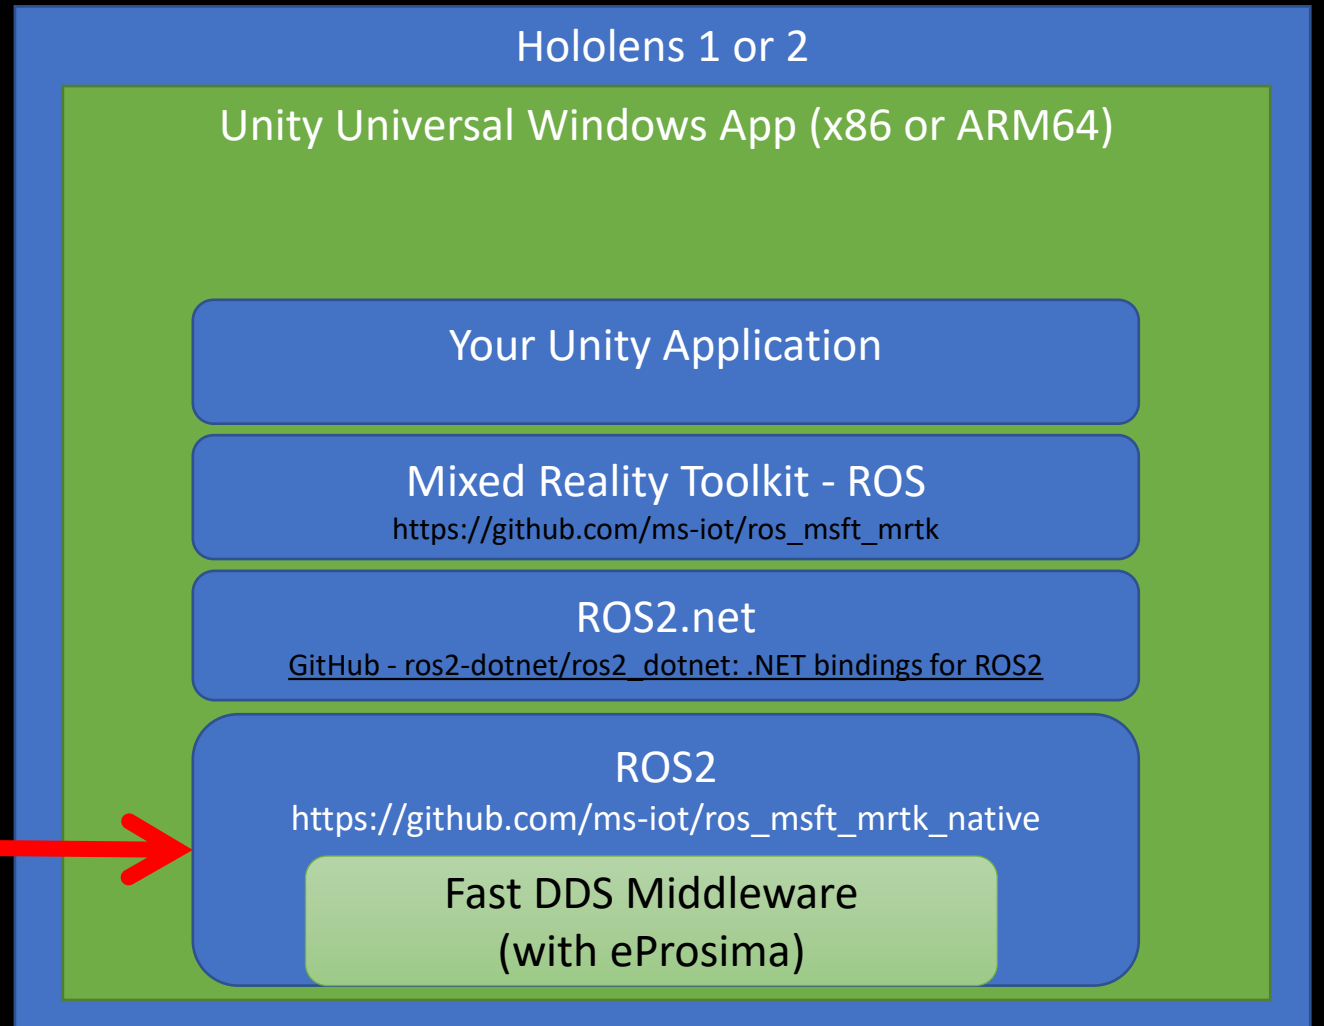 Hololens 1 or 2
Unity Universal Windows App (x86 or ARM64)
Your Unity Application
Mixed Reality Toolkit - ROS
https://github.com/ms-iot/ros_msft_mrtk
ROS2.net
GitHub - ros2-dotnet/ros2_dotnet: .NET bindings for ROS2
ROS2
https://github.com/ms-iot/ros_msft_mrtk_native
Fast DDS Middleware
(with eProsima)